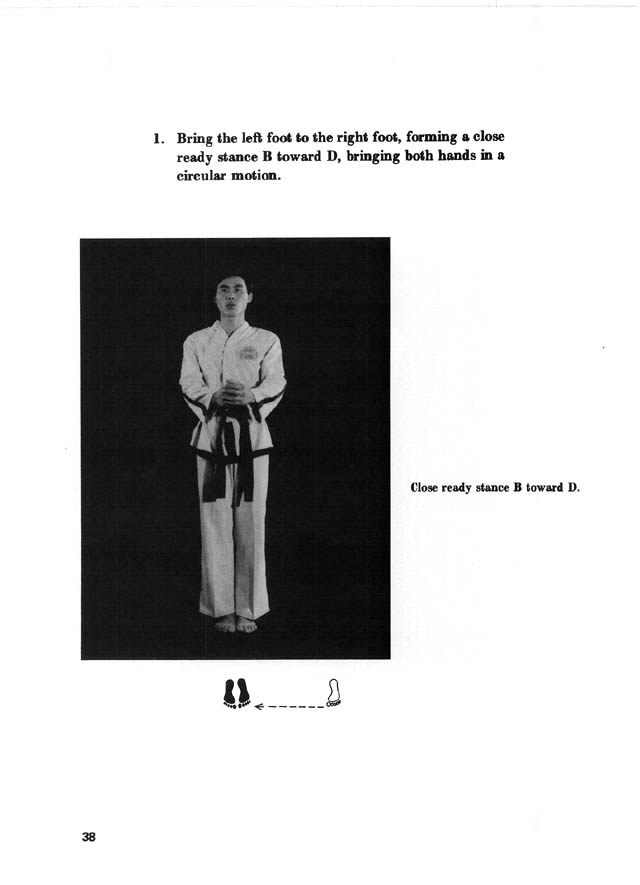 1. Bring the left foot to the right foot, forming a close
ready stance B toward D, bringing both hands in a
circular motion.
Close ready stance B toward D.
38